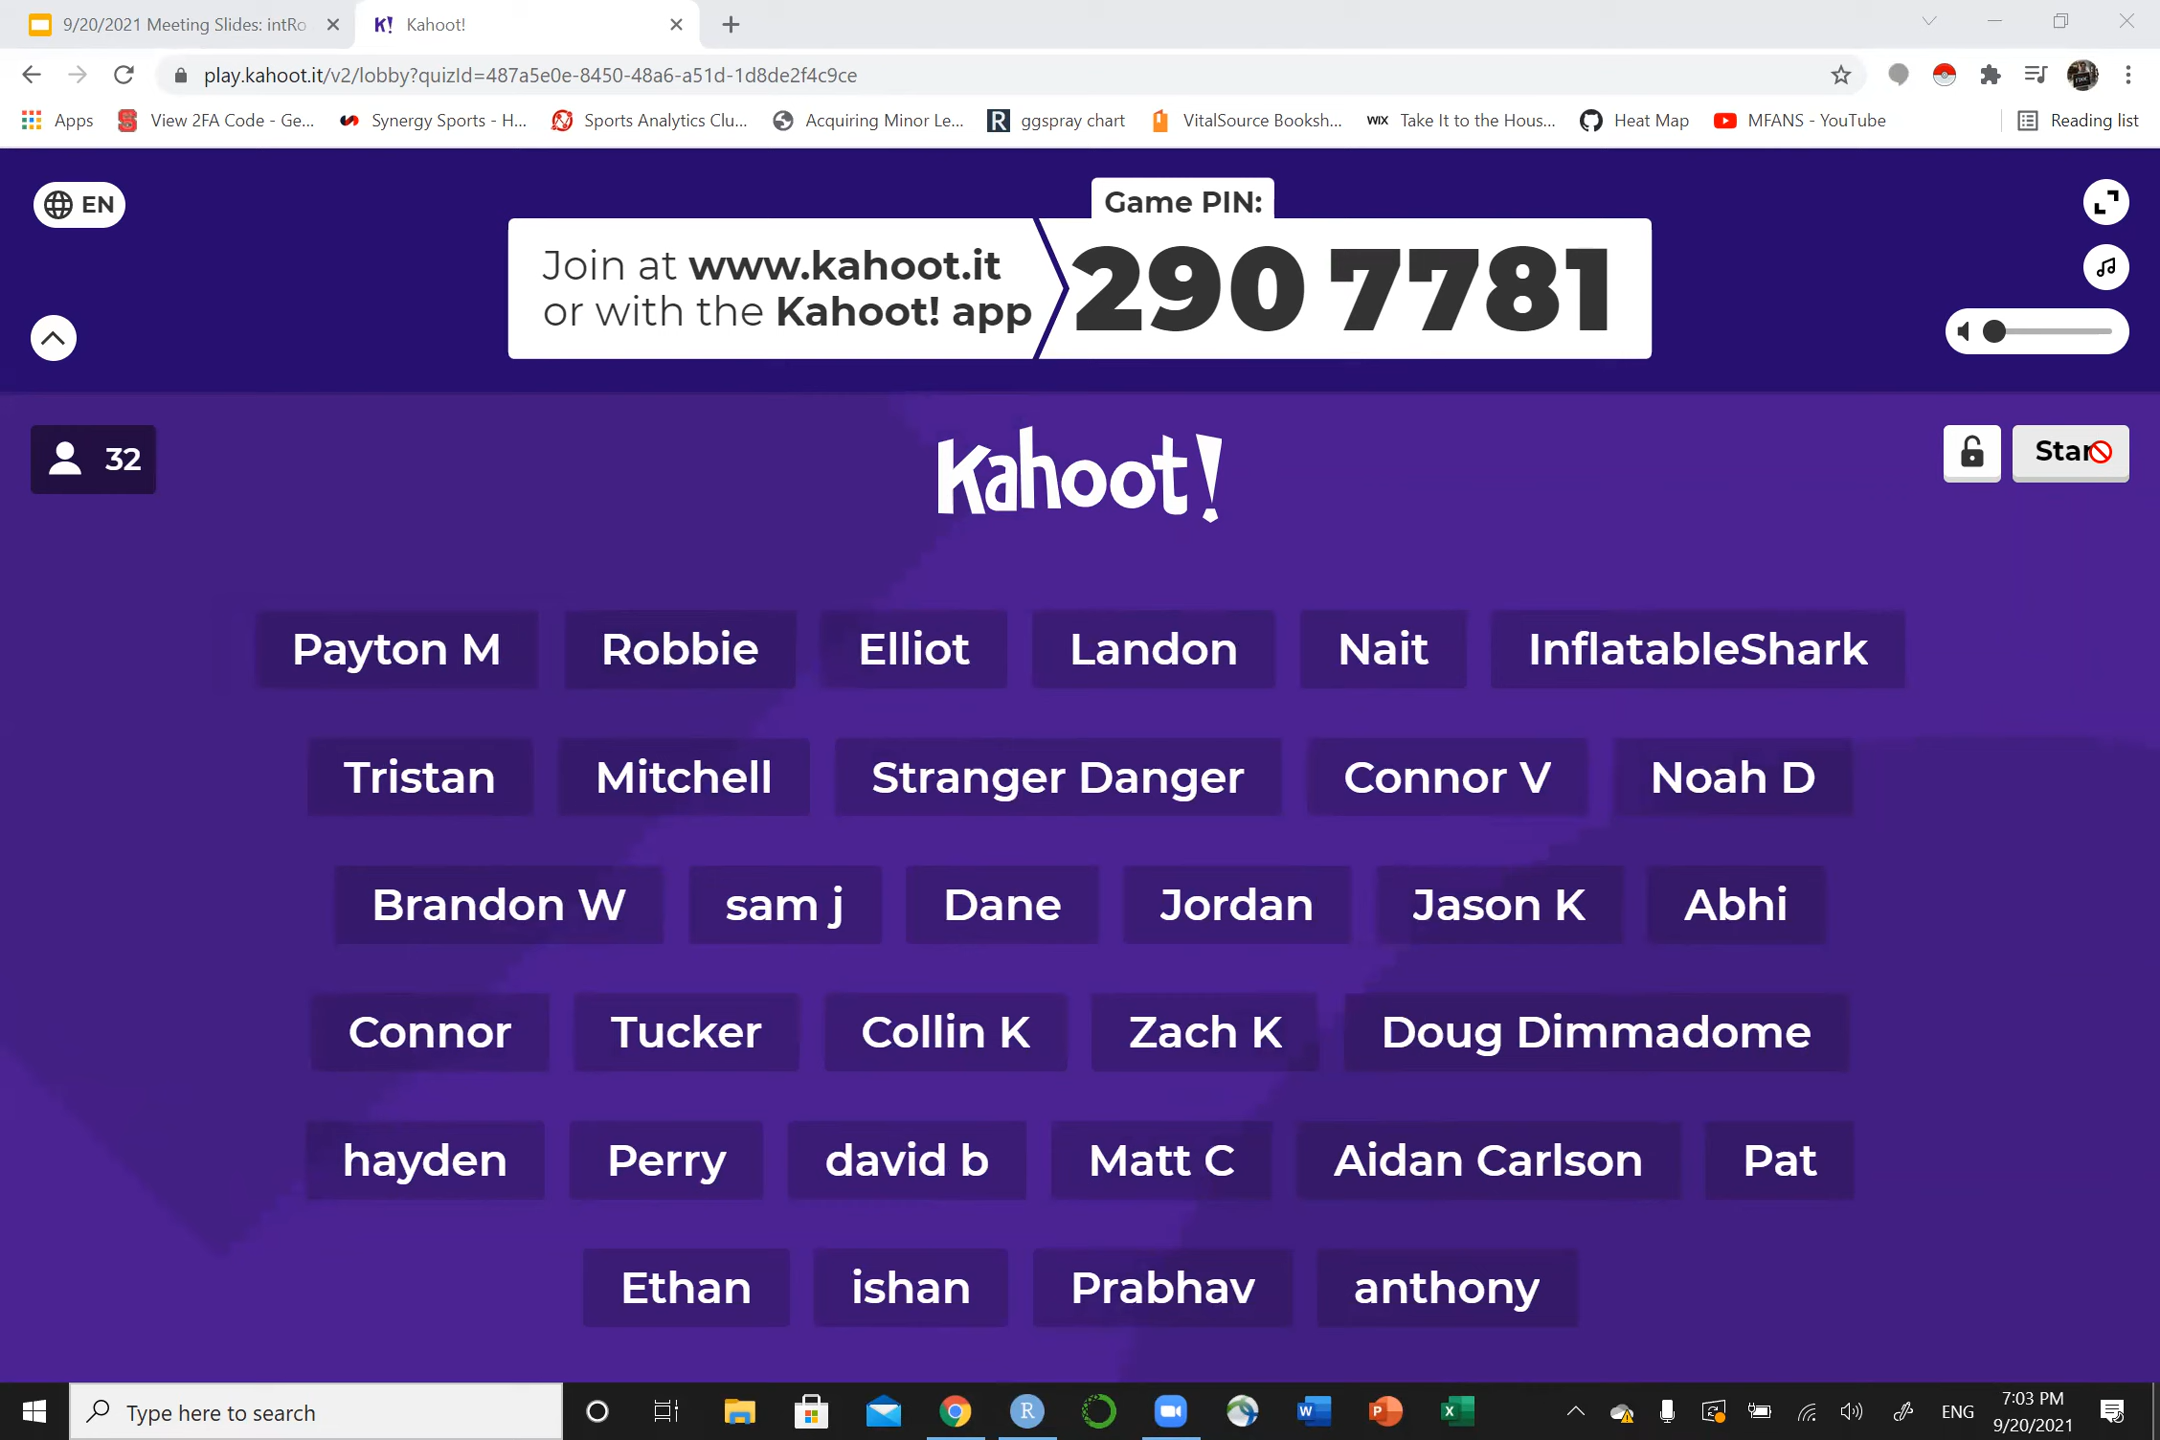 9/20/2021 Meeting Slides: intRo
K! Kahoot!
play.kahoot.it/v2/lobby?quizId=487a5e0e-8450-48a6-a51d-1d8de2f4c9ce
Apps View 2FA Code - Ge... Synergy Sports - H... Sports Analytics Clu... Acquiring Minor Le... R ggspray chart VitalSource Booksh... WIX Take It to the Hous... Heat Map MFANS - YouTube Reading list
EN
Game PIN:
Join at www.kahoot.it
or with the Kahoot! app
290 7781
32
Kahoot!
Star
Payton M Robbie Elliot Landon Nait InflatableShark
Tristan Mitchell Stranger Danger Connor V Noah D
Brandon W sam j Dane Jordan Jason K Abhi
Connor Tucker Collin K Zach K Doug Dimmadome
hayden Perry david b Matt C Aidan Carlson Pat
Ethan ishan Prabhav anthony
Type here to search
ENG
7:03 PM
9/20/2021